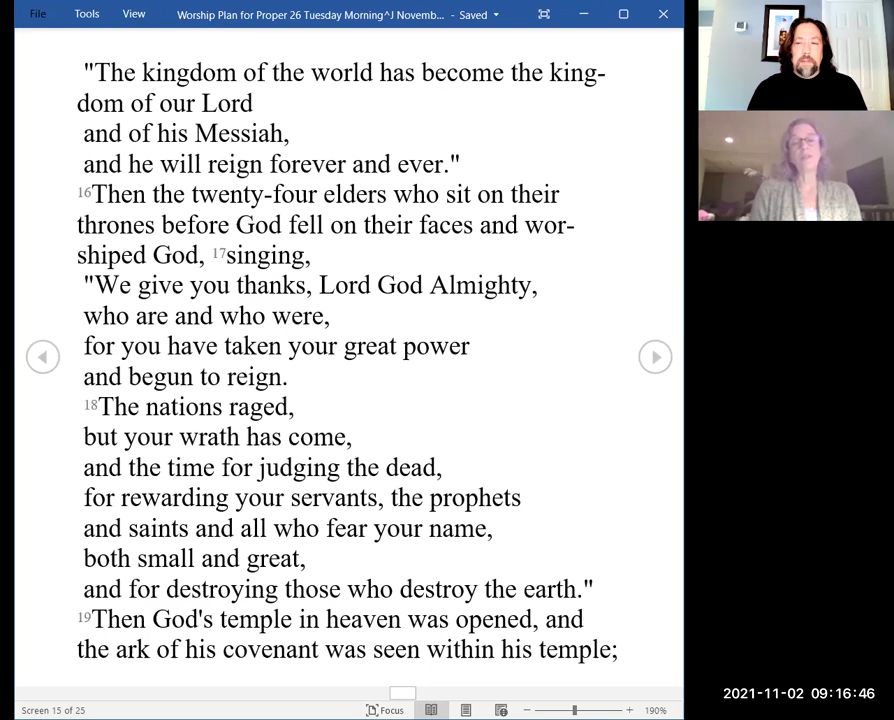 File Tools View Worship Plan for Proper 26 Tuesday Morning^J Novemb... - Saved
"The kingdom of the world has become the king-
dom of our Lord
and of his Messiah,
and he will reign forever and ever."
16Then the twenty-four elders who sit on their
thrones before God fell on their faces and wor-
shiped God, 17singing,
"We give you thanks, Lord God Almighty,
who are and who were,
for you have taken your great power
and begun to reign.
18The nations raged,
but your wrath has come,
and the time for judging the dead,
for rewarding your servants, the prophets
and saints and all who fear your name,
both small and great,
and for destroying those who destroy the earth."
19Then God's temple in heaven was opened, and
the ark of his covenant was seen within his temple;
Screen 15 of 25 Focus 190%
2021-11-02 09:16:46